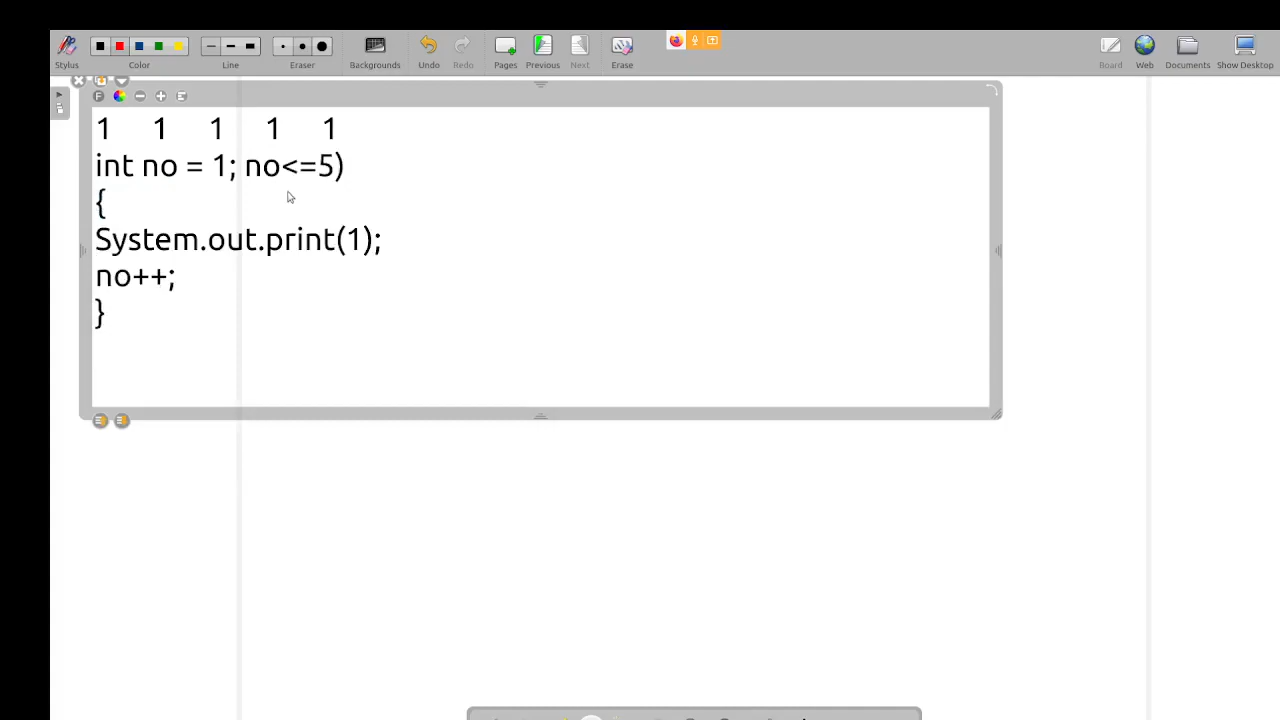 Stylus Color Line Eraser Backgrounds Undo Redo Pages Previous Next Erase Board Web Documents Show Desktop
1 1 1 1 1
int no = 1; no<=5)
{
System.out.print(1);
no++;
}